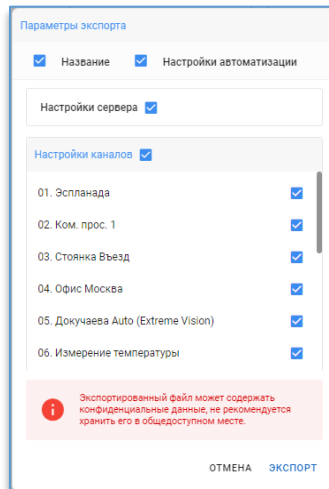 Параметры экспорта
Название Настройки автоматизации
Настройки сервера
Настройки каналов
01. Эспланада
02. Ком. прос. 1
03. Стоянка Въезд
04. Офис Москва
05. Докучаева Auto (Extreme Vision)
06. Измерение температуры
Экспортированный файл может содержать
конфиденциальные данные, не рекомендуется
хранить его в общедоступном месте.
ОТМЕНА ЭКСПОРТ